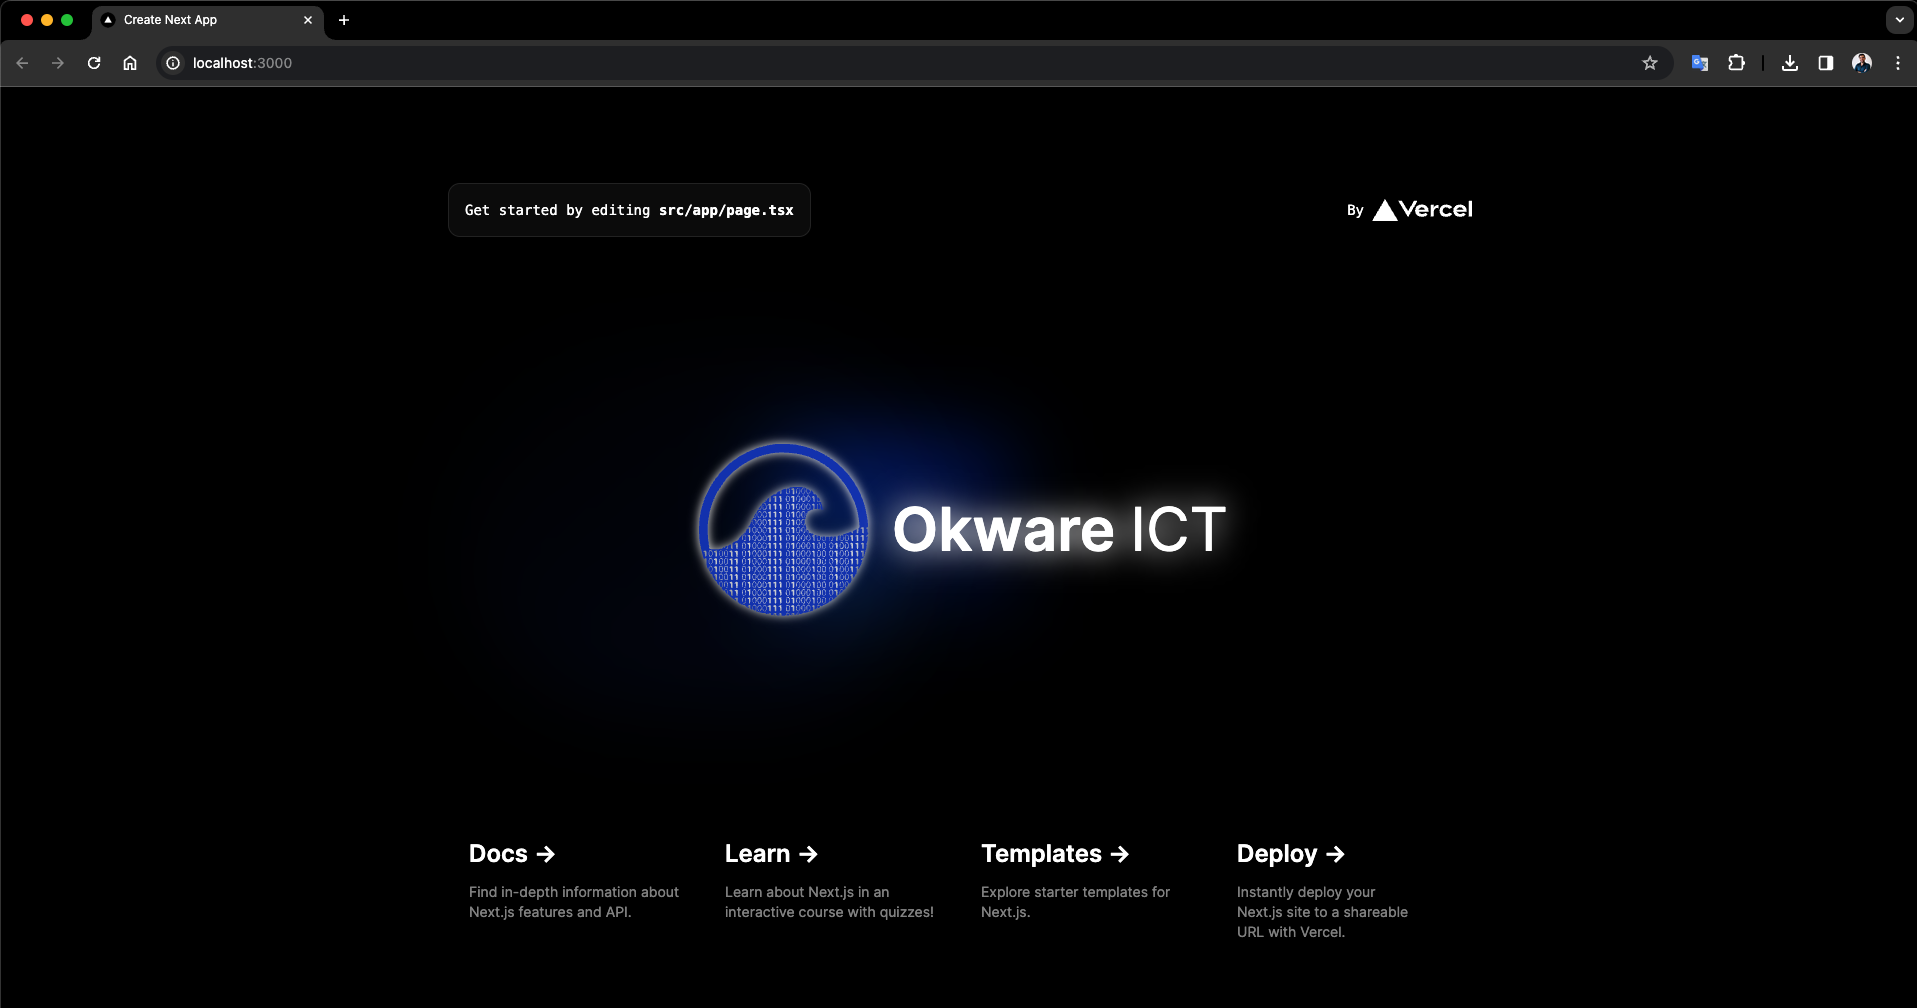 Create Next App
localhost:3000
Get started by editing src/app/page.tsx
By Vercel
Okware ICT
Docs ->
Find in-depth information about
Next.js features and API.
Learn ->
Learn about Next.js in an
interactive course with quizzes!
Templates ->
Explore starter templates for
Next.js.
Deploy ->
Instantly deploy your
Next.js site to a shareable
URL with Vercel.